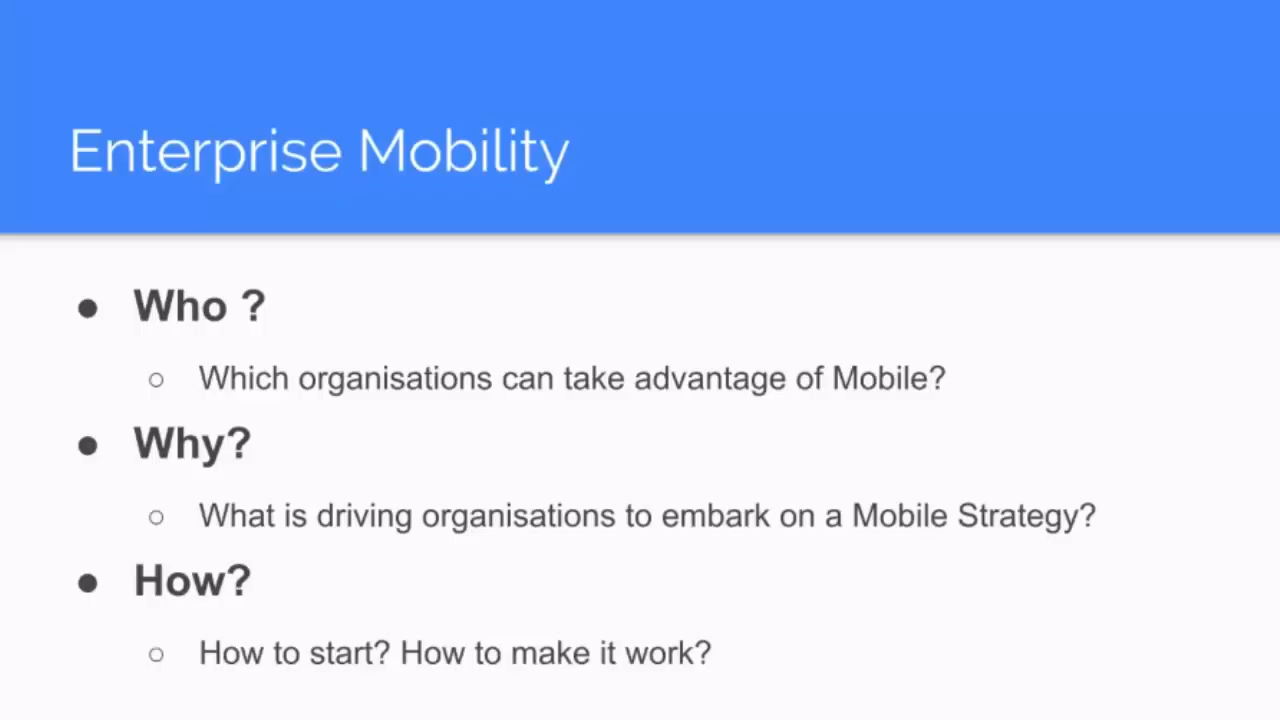 Enterprise Mobility
● Who ?
○ Which organisations can take advantage of Mobile?
● Why?
○ What is driving organisations to embark on a Mobile Strategy?
● How?
○ How to start? How to make it work?